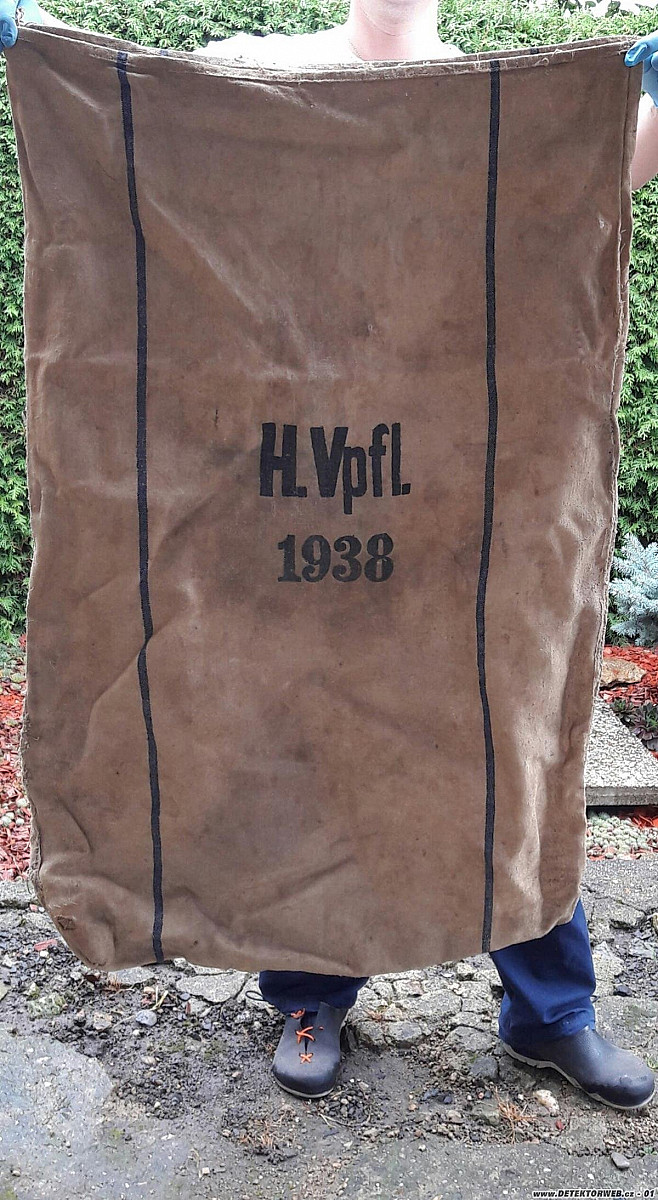 H.Vpfl.
1938
www.DETEKTORWEB.cz - 01